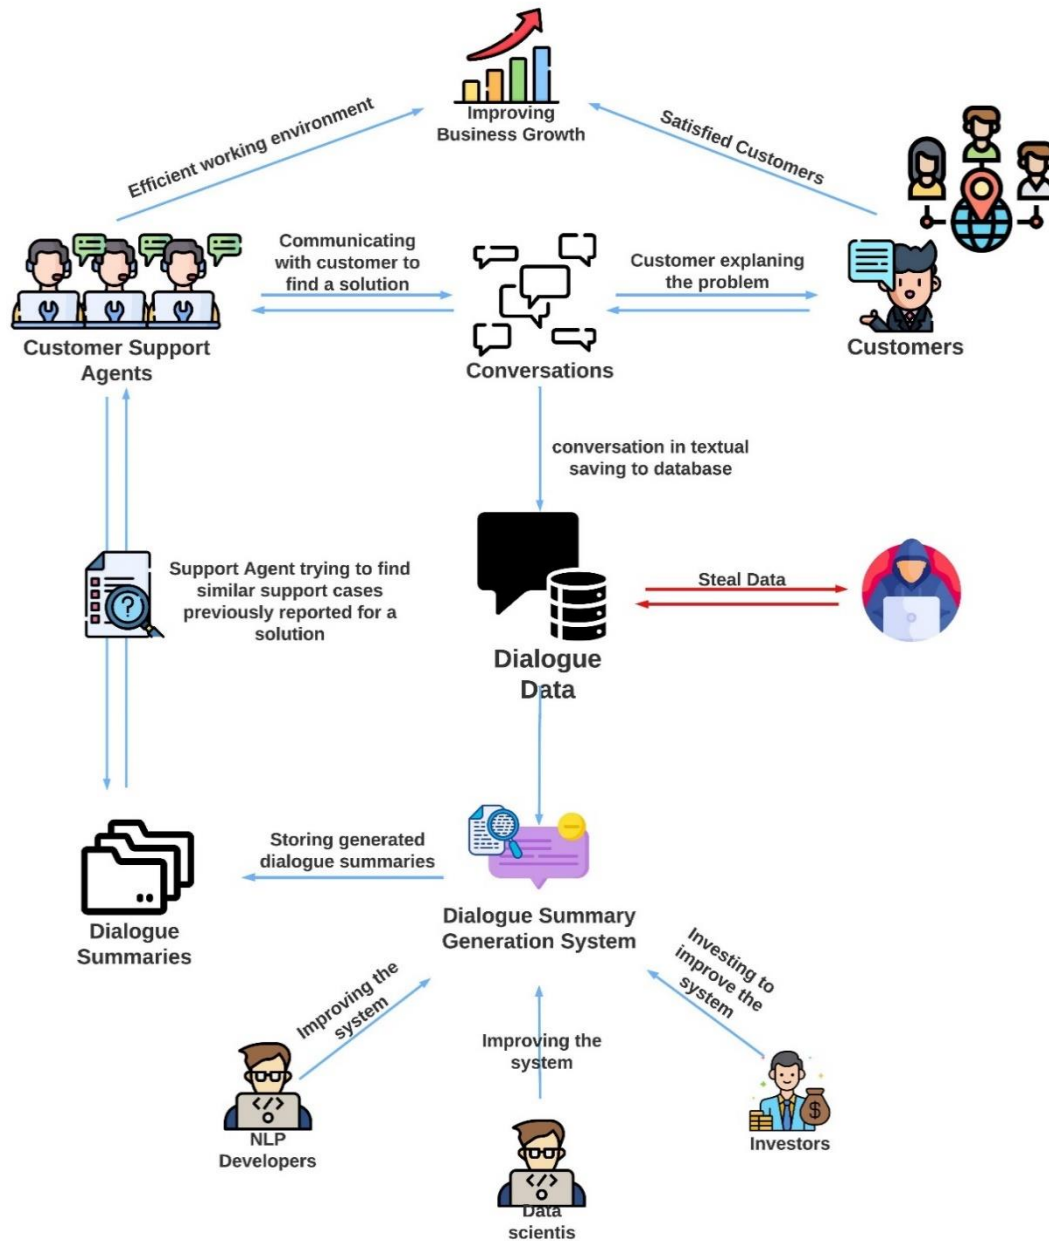 Improving
Business Growth
Efficient working environment
Satisfied Customers
Communicating
with customer to
find a solution
Customer explaning
the problem
Customer Support
Agents
Conversations
Customers
conversation in textual
saving to database
Support Agent trying to find
similar support cases
previously reported for a
solution
Steal Data
Dialogue
Data
Storing generated
dialogue summaries
Dialogue
Summaries
Dialogue Summary
Generation System
Improving the
system
Improving the
system
Investing to
improve the
system
NLP
Developers
Data
scientis
Investors